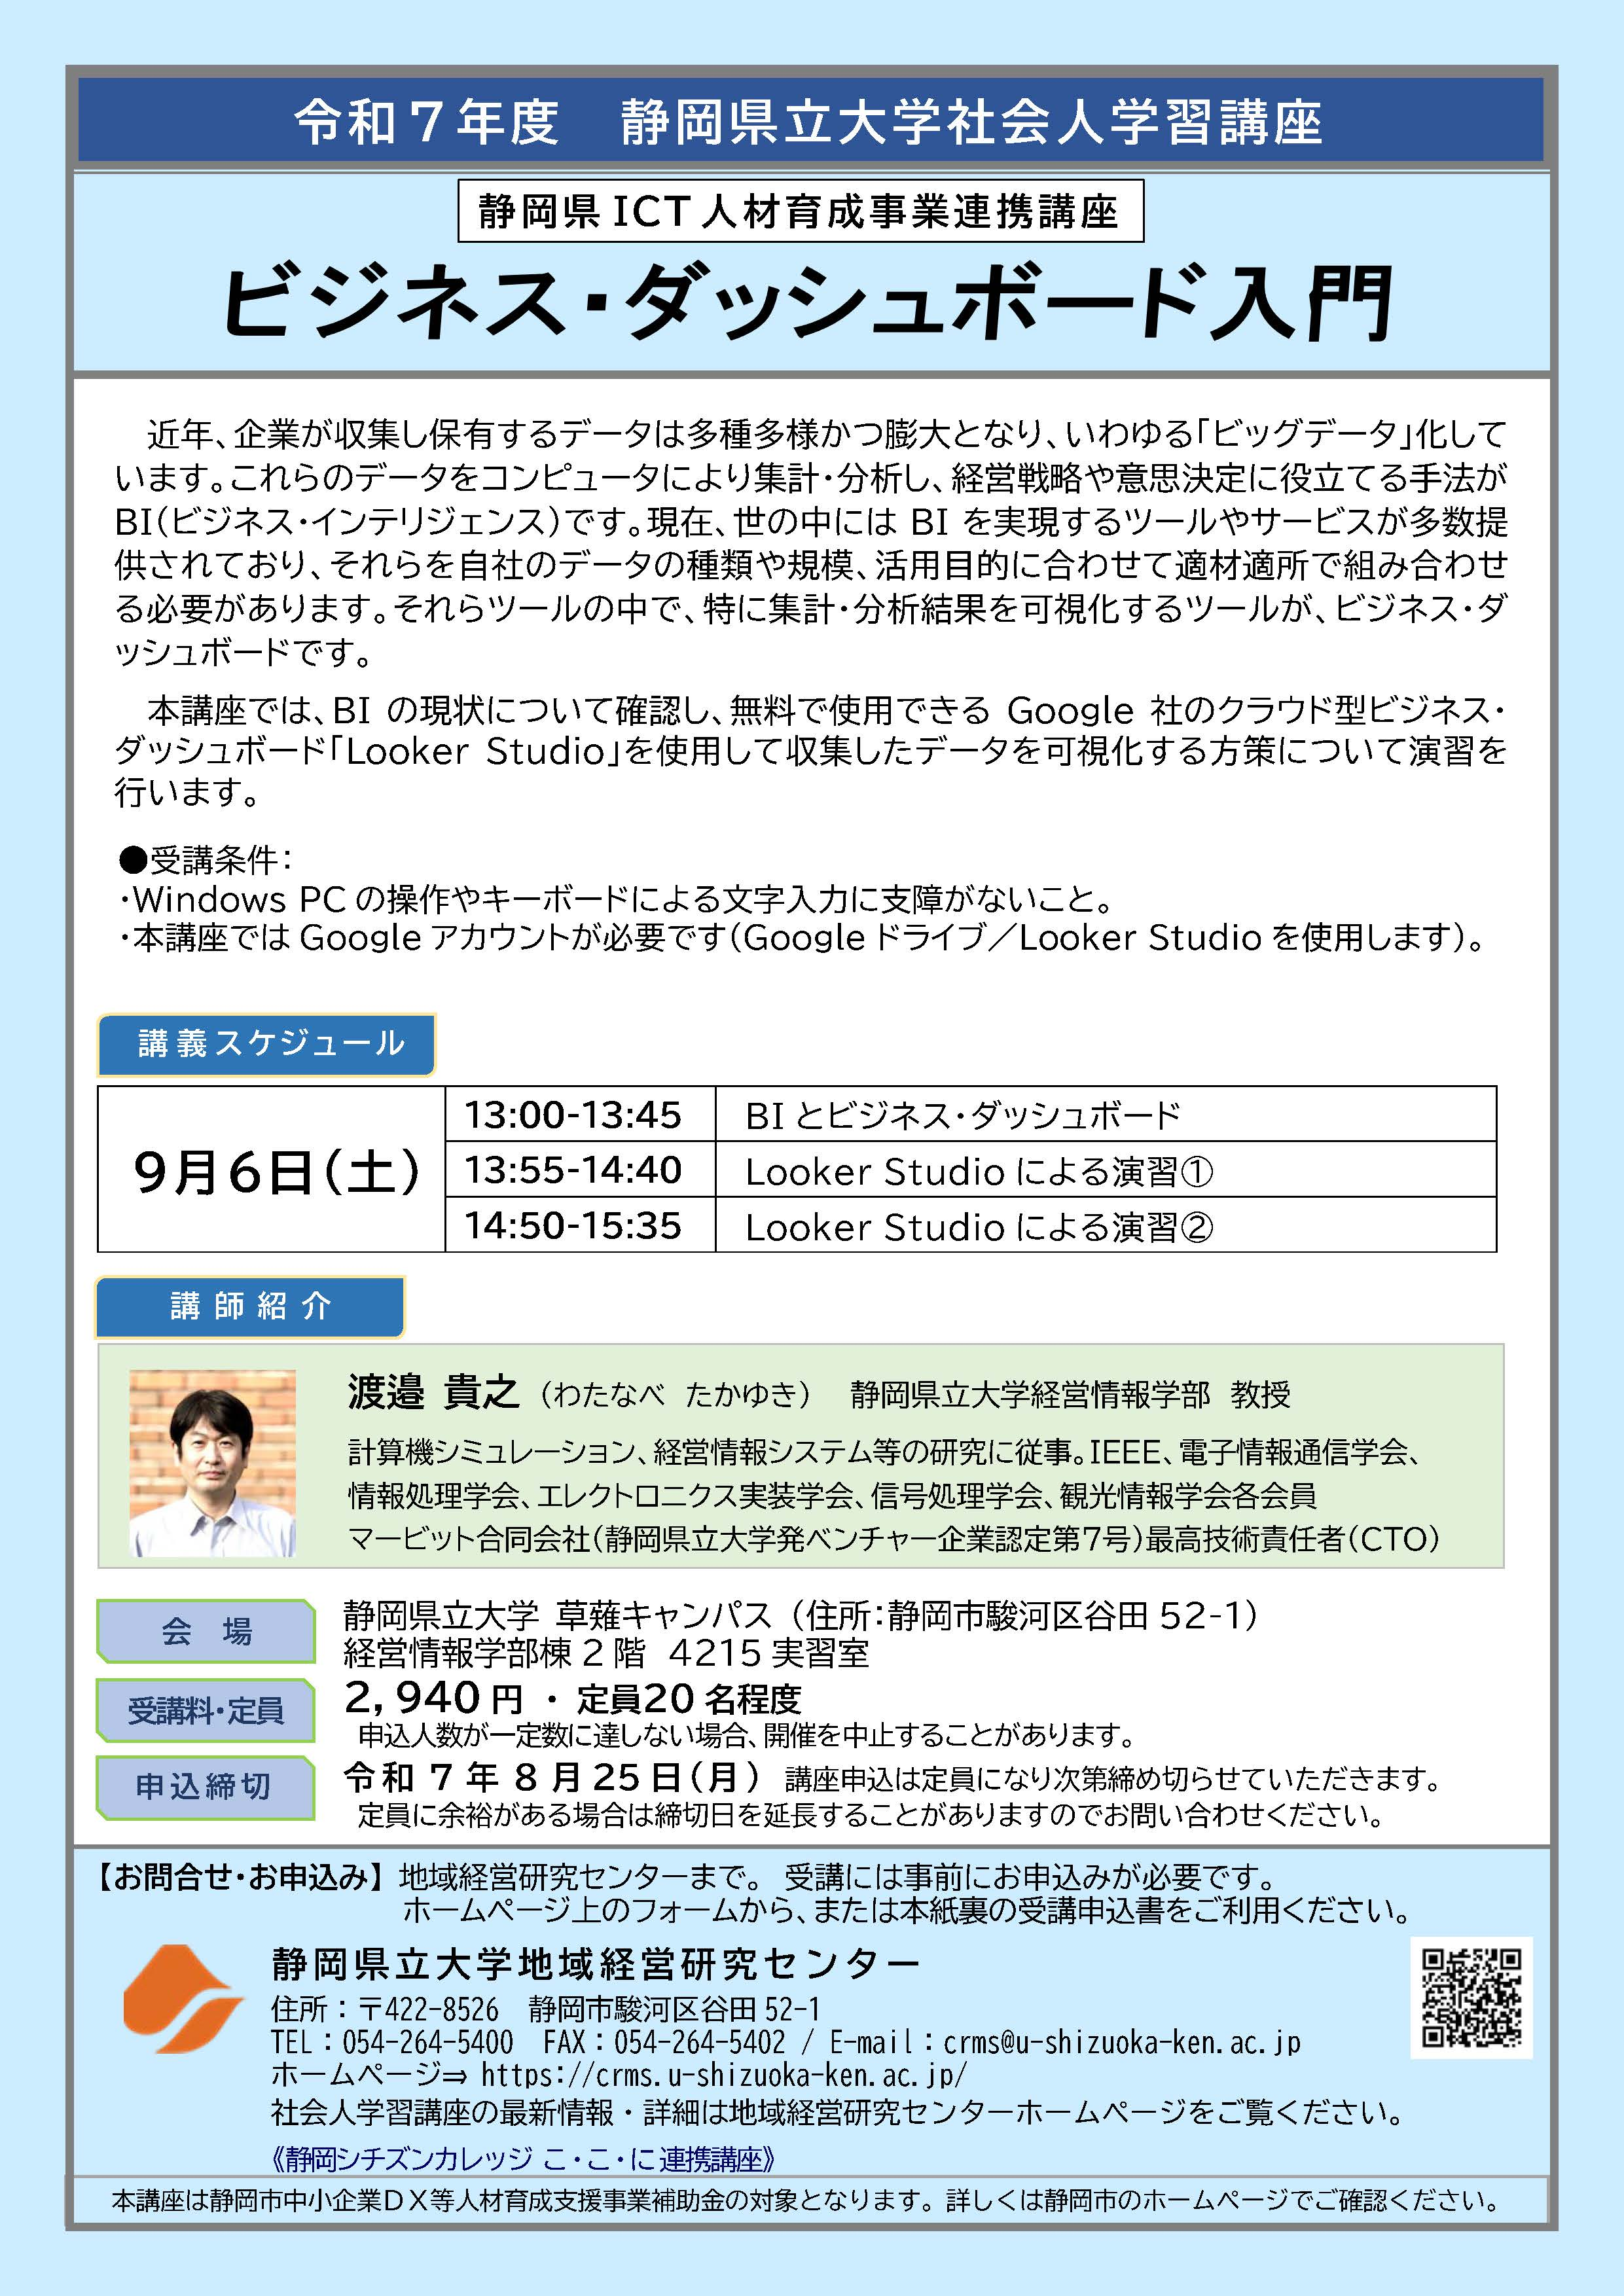 令和７年度　静岡県立大学社会人学習講座
静岡県 ICT 人材育成事業連携講座
ビジネス・ダッシュボード入門
近年、企業が収集し保有するデータは多種多様かつ膨大となり、いわゆる「ビッグデータ」化して
います。これらのデータをコンピュータにより集計・分析し、経営戦略や意思決定に役立てる手法が
BI（ビジネス・インテリジェンス）です。現在、世の中には BI を実現するツールやサービスが多数提
供されており、それらを自社のデータの種類や規模、活用目的に合わせて適材適所で組み合わせ
る必要があります。それらツールの中で、特に集計・分析結果を可視化するツールが、ビジネス・ダ
ッシュボードです。
本講座では、BI の現状について確認し、無料で使用できる Google 社のクラウド型ビジネス・
ダッシュボード「Looker Studio」を使用して収集したデータを可視化する方策について演習を
行います。
●受講条件：
・Windows PC の操作やキーボードによる文字入力に支障がないこと。
・本講座では Google アカウントが必要です（Google ドライブ／Looker Studio を使用します）。
講義スケジュール
9月6日（土）
13:00-13:45 BI とビジネス・ダッシュボード
13:55-14:40 Looker Studio による演習①
14:50-15:35 Looker Studio による演習②
講師紹介
渡邉 貴之（わたなべ たかゆき） 静岡県立大学経営情報学部 教授
計算機シミュレーション、経営情報システム等の研究に従事。IEEE、電子情報通信学会、
情報処理学会、エレクトロニクス実装学会、信号処理学会、観光情報学会各会員
マービット合同会社（静岡県立大学発ベンチャー企業認定第7号）最高技術責任者（CTO）
会　場
静岡県立大学 草薙キャンパス（住所：静岡市駿河区谷田 52-1）
経営情報学部棟 2 階 4215 実習室
受講料・定員
2,940 円 ・ 定員20 名程度
申込人数が一定数に達しない場合、開催を中止することがあります。
申込締切
令和 7 年 8 月 25 日（月） 講座申込は定員になり次第締め切らせていただきます。
定員に余裕がある場合は締切日を延長することがありますのでお問い合わせください。
【お問合せ・お申込み】地域経営研究センターまで。 受講には事前にお申込みが必要です。
ホームページ上のフォームから、または本紙裏の受講申込書をご利用ください。
静岡県立大学地域経営研究センター
住所：〒422-8526 静岡市駿河区谷田 52-1
TEL：054-264-5400 FAX：054-264-5402 / E-mail：crms@u-shizuoka-ken.ac.jp
ホームページ⇒ https://crms.u-shizuoka-ken.ac.jp/
社会人学習講座の最新情報・詳細は地域経営研究センターホームページをご覧ください。
《静岡シチズンカレッジ こ・こ・に 連携講座》
本講座は静岡市中小企業ＤＸ等人材育成支援事業補助金の対象となります。詳しくは静岡市のホームページでご確認ください。